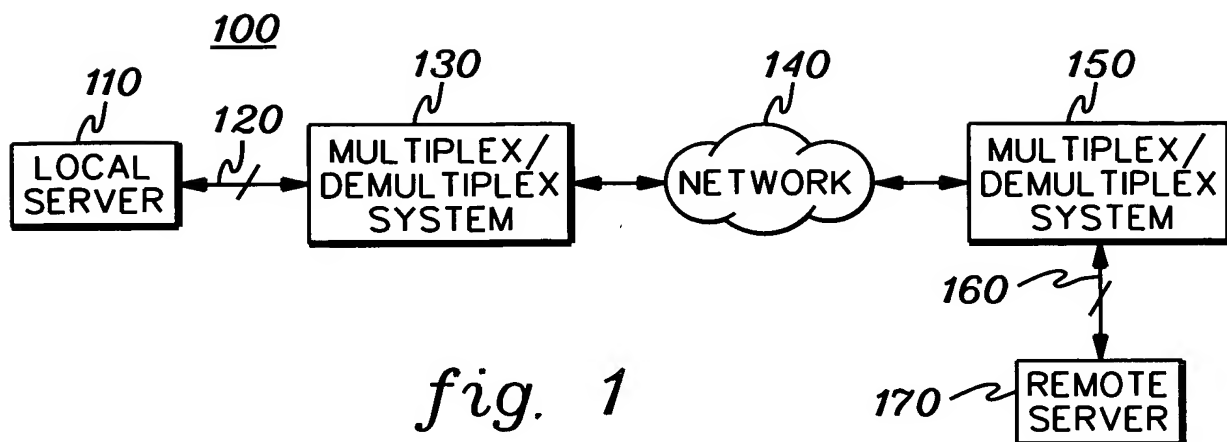 100
110
120
130
140
150
LOCAL
SERVER
MULTIPLEX/
DEMULTIPLEX
SYSTEM
NETWORK
MULTIPLEX/
DEMULTIPLEX
SYSTEM
160
170
REMOTE
SERVER
fig. 1